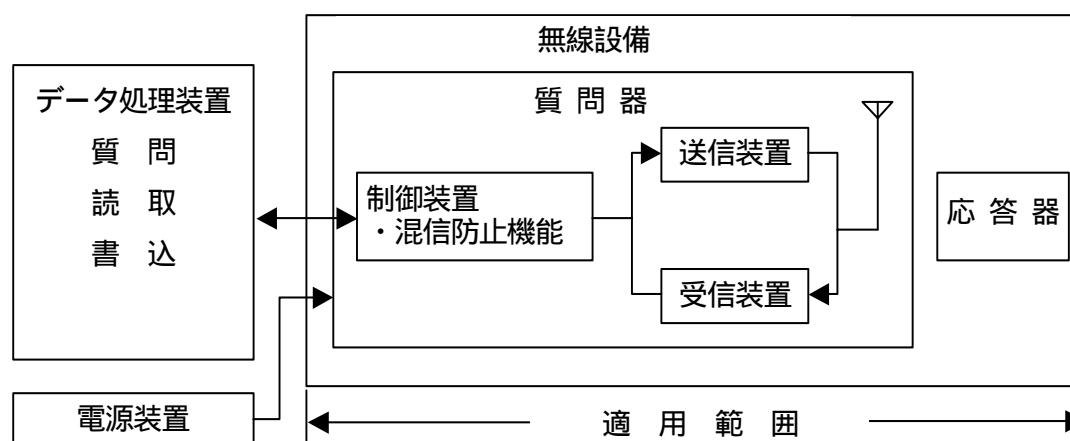 無線設備
データ処理装置
質 問
読 取
書 込
質 問 器
送信装置
制御装置
・混信防止機能
応 答 器
受信装置
電源装置
適 用 範 囲